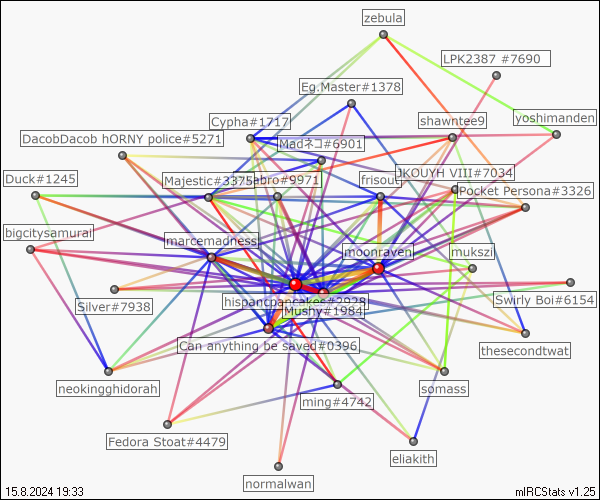 zebula
LPK2387 #7690
Eg.Master#1378
yoshimanden
Cypha#1717
shawntee9
DacobDacob hORNY police#5271
Madネコ#6901
JKOUYH VIII#7034
Duck#1245
Majestic#3375
abro#9971
frisout
Pocket Persona#3326
bigcitysamurai
marcemadness
moonraven
mukszi
Silver#7938
hispanicpancakes#2928
Swirly Boi#6154
Mushy#1984
Can anything be saved#0396
thesecondtwat
neokingghidorah
somass
ming#4742
Fedora Stoat#4479
eliakith
normalwan
15.8.2024 19:33
mIRCStats v1.25